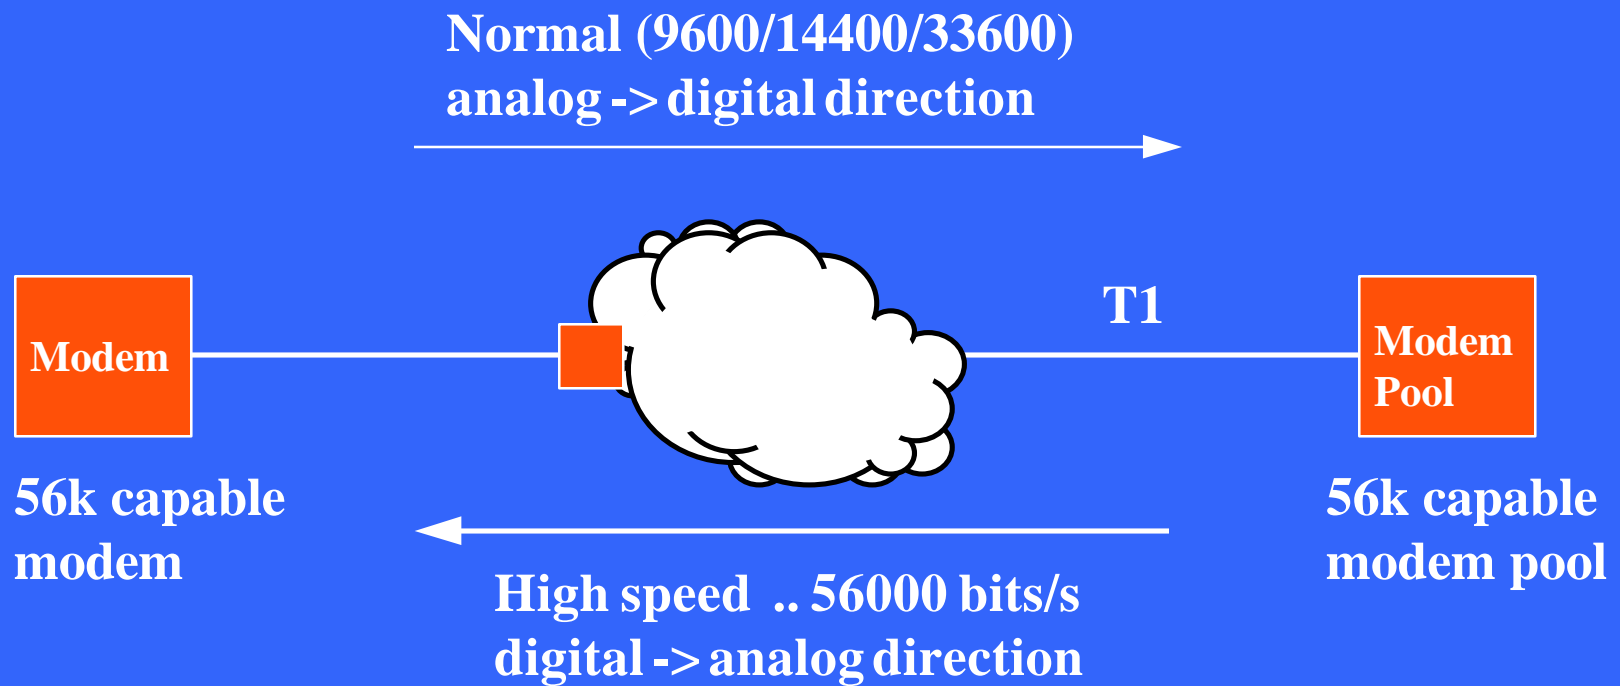 Normal (9600/14400/33600)
analog -> digital direction
T1
Modem
Modem
Pool
56k capable
modem
56k capable
modem pool
High speed .. 56000 bits/s
digital -> analog direction